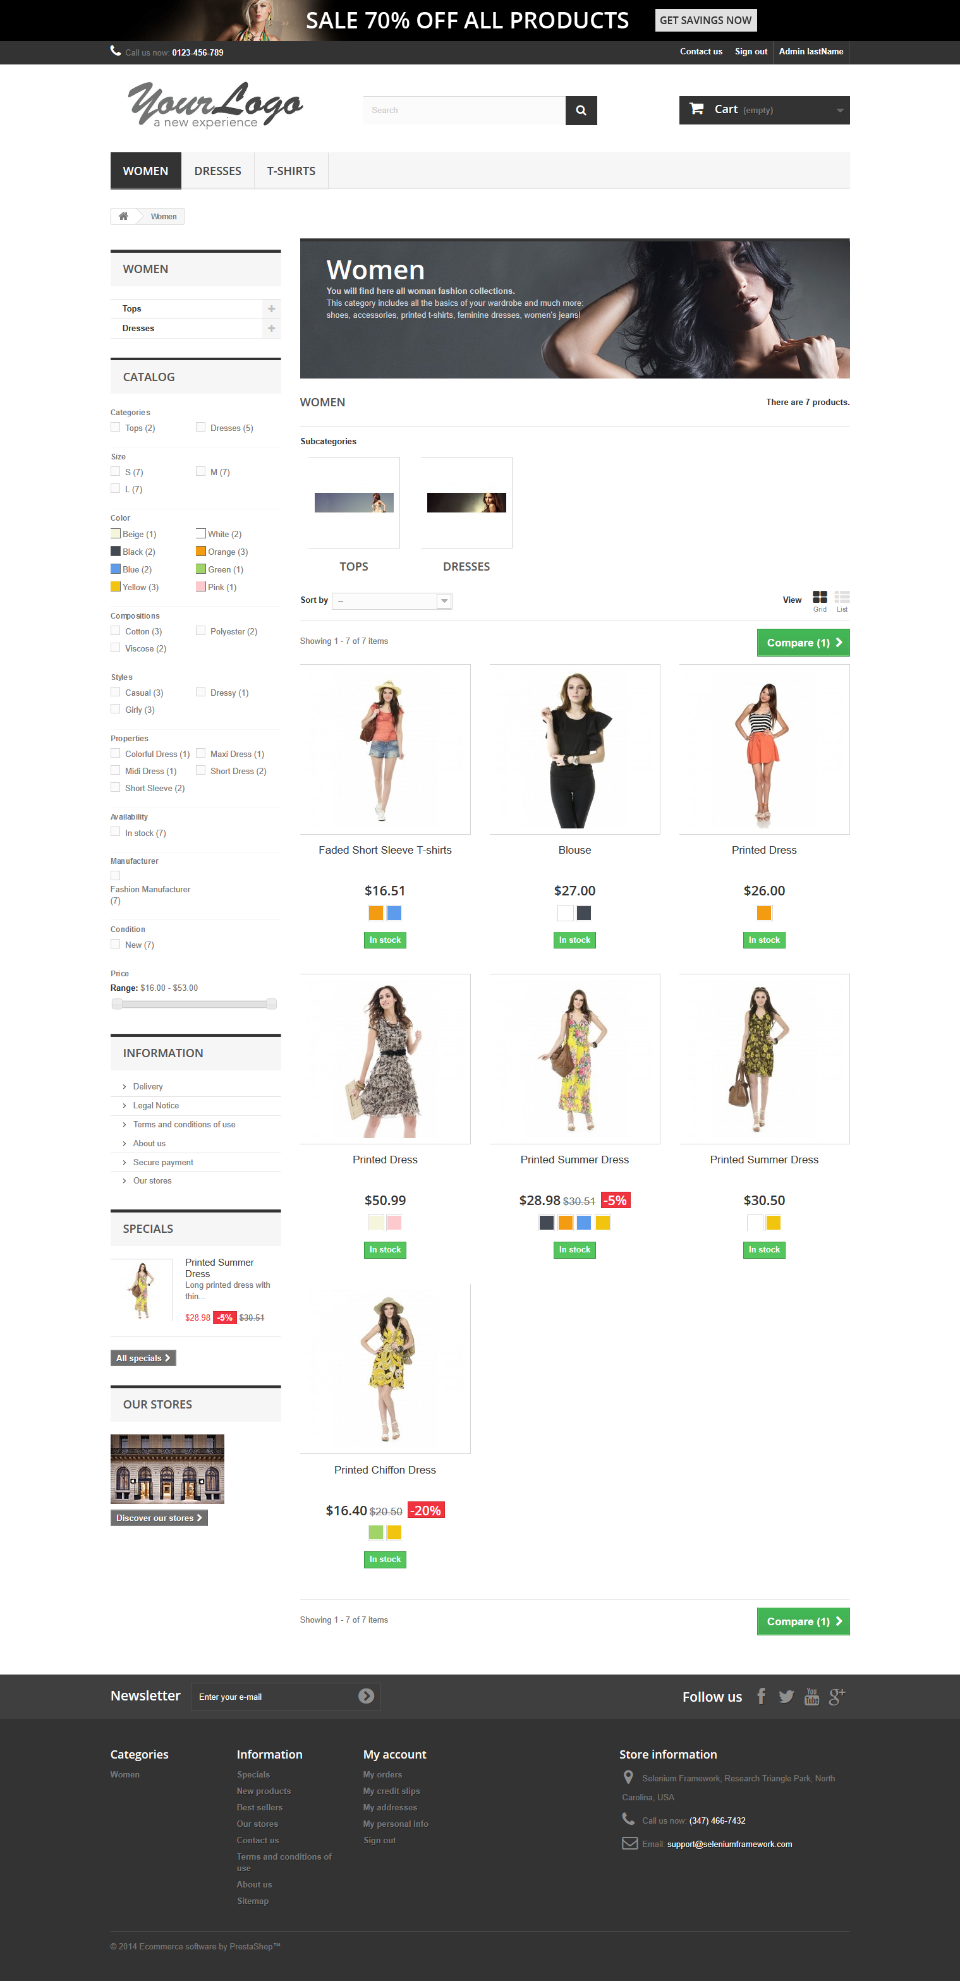 SALE 70% OFF ALL PRODUCTS
GET SAVINGS NOW
Call us now: 0123-456-789
Contact us
Sign out
Admin lastName
YourLogo
a new experience
Search
Cart (empty)
WOMEN
DRESSES
T-SHIRTS
Women
WOMEN
Tops
Dresses
CATALOG
Categories
Tops (2)
Dresses (5)
Size
S (7)
M (7)
L (7)
Color
Beige (1)
White (2)
Black (2)
Orange (3)
Blue (2)
Green (1)
Yellow (3)
Pink (1)
Compositions
Cotton (3)
Polyester (2)
Viscose (2)
Styles
Casual (3)
Dressy (1)
Girly (3)
Properties
Colorful Dress (1)
Maxi Dress (1)
Midi Dress (1)
Short Dress (2)
Short Sleeve (2)
Availability
In stock (7)
Manufacturer
Fashion Manufacturer
(7)
Condition
New (7)
Price
Range: $16.00 - $53.00
INFORMATION
Delivery
Legal Notice
Terms and conditions of use
About us
Secure payment
Our stores
SPECIALS
Printed Summer
Dress
Long printed dress with
thin...
$28.98 -5% $30.51
All specials
OUR STORES
Discover our stores
Women
You will find here all woman fashion collections.
This category includes all the basics of your wardrobe and much more:
shoes, accessories, printed t-shirts, feminine dresses, women's jeans!
WOMEN
There are 7 products.
Subcategories
TOPS
DRESSES
Sort by
--
View
Grid
List
Showing 1 - 7 of 7 items
Compare (1)
Faded Short Sleeve T-shirts
$16.51
In stock
Blouse
$27.00
In stock
Printed Dress
$26.00
In stock
Printed Dress
$50.99
In stock
Printed Summer Dress
$28.98 $30.51 -5%
In stock
Printed Summer Dress
$30.50
In stock
Printed Chiffon Dress
$16.40 $20.50 -20%
In stock
Showing 1 - 7 of 7 items
Compare (1)
Newsletter
Enter your e-mail
Follow us
You
Tube
g+
Categories
Women
Information
Specials
New products
Best sellers
Our stores
Contact us
Terms and conditions of
use
About us
Sitemap
My account
My orders
My credit slips
My addresses
My personal info
Sign out
Store information
Selenium Framework, Research Triangle Park, North
Carolina, USA
Call us now: (347) 466-7432
Email: support@seleniumframework.com
© 2014 Ecommerce software by PrestaShop™